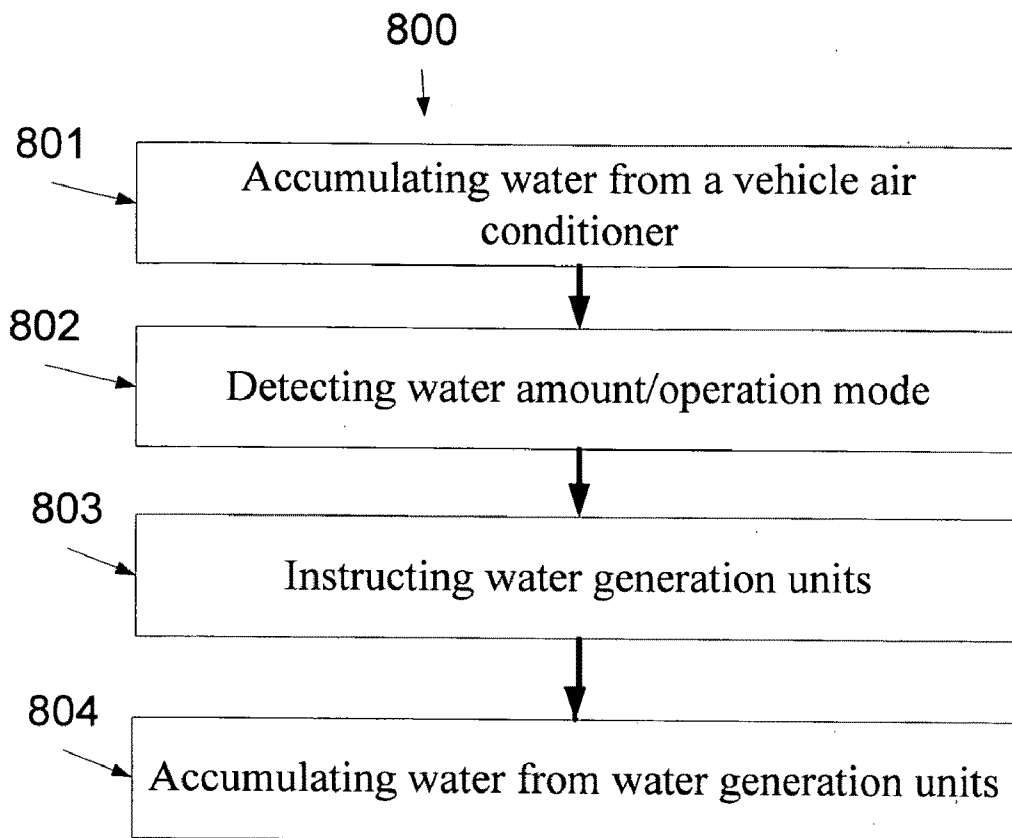 800
801
Accumulating water from a vehicle air
conditioner
802
Detecting water amount/operation mode
803
Instructing water generation units
804
Accumulating water from water generation units